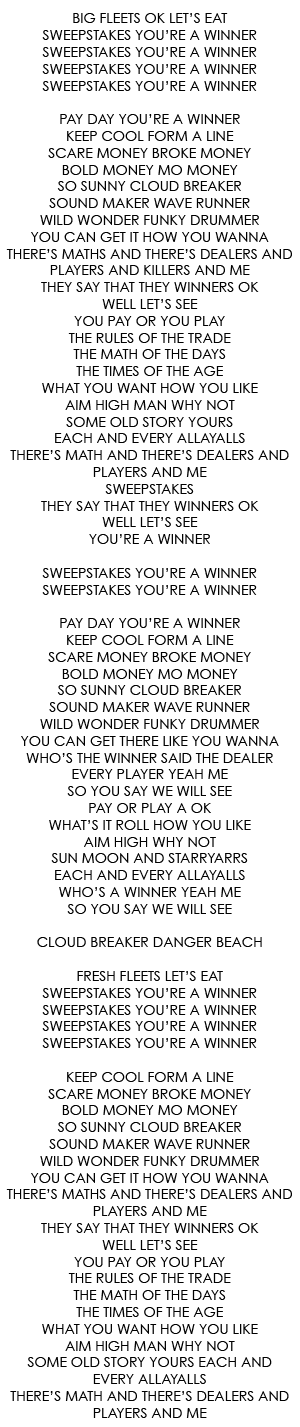 BIG FLEETS OK LET'S EAT
SWEEPSTAKES YOU'RE A WINNER
SWEEPSTAKES YOU'RE A WINNER
SWEEPSTAKES YOU'RE A WINNER
SWEEPSTAKES YOU'RE A WINNER

PAY DAY YOU'RE A WINNER
KEEP COOL FORM A LINE
SCARE MONEY BROKE MONEY
BOLD MONEY MO MONEY
SO SUNNY CLOUD BREAKER
SOUND MAKER WAVE RUNNER
WILD WONDER FUNKY DRUMMER
YOU CAN GET IT HOW YOU WANNA
THERE'S MATHS AND THERE'S DEALERS AND
PLAYERS AND KILLERS AND ME
THEY SAY THAT THEY WINNERS OK
WELL LET'S SEE
YOU PAY OR YOU PLAY
THE RULES OF THE TRADE
THE MATH OF THE DAYS
THE TIMES OF THE AGE
WHAT YOU WANT HOW YOU LIKE
AIM HIGH MAN WHY NOT
SOME OLD STORY YOURS
EACH AND EVERY ALLAYALLS
THERE'S MATH AND THERE'S DEALERS AND
PLAYERS AND ME
SWEEPSTAKES
THEY SAY THAT THEY WINNERS OK
WELL LET'S SEE
YOU'RE A WINNER

SWEEPSTAKES YOU'RE A WINNER
SWEEPSTAKES YOU'RE A WINNER

PAY DAY YOU'RE A WINNER
KEEP COOL FORM A LINE
SCARE MONEY BROKE MONEY
BOLD MONEY MO MONEY
SO SUNNY CLOUD BREAKER
SOUND MAKER WAVE RUNNER
WILD WONDER FUNKY DRUMMER
YOU CAN GET THERE LIKE YOU WANNA
WHO'S THE WINNER SAID THE DEALER
EVERY PLAYER YEAH ME
SO YOU SAY WE WILL SEE
PAY OR PLAY A OK
WHAT'S IT ROLL HOW YOU LIKE
AIM HIGH WHY NOT
SUN MOON AND STARRYARRS
EACH AND EVERY ALLAYALLS
WHO'S A WINNER YEAH ME
SO YOU SAY WE WILL SEE

CLOUD BREAKER DANGER BEACH

FRESH FLEETS LET'S EAT
SWEEPSTAKES YOU'RE A WINNER
SWEEPSTAKES YOU'RE A WINNER
SWEEPSTAKES YOU'RE A WINNER
SWEEPSTAKES YOU'RE A WINNER

KEEP COOL FORM A LINE
SCARE MONEY BROKE MONEY
BOLD MONEY MO MONEY
SO SUNNY CLOUD BREAKER
SOUND MAKER WAVE RUNNER
WILD WONDER FUNKY DRUMMER
YOU CAN GET IT HOW YOU WANNA
THERE'S MATHS AND THERE'S DEALERS AND
PLAYERS AND ME
THEY SAY THAT THEY WINNERS OK
WELL LET'S SEE
YOU PAY OR YOU PLAY
THE RULES OF THE TRADE
THE MATH OF THE DAYS
THE TIMES OF THE AGE
WHAT YOU WANT HOW YOU LIKE
AIM HIGH MAN WHY NOT
SOME OLD STORY YOURS EACH AND
EVERY ALLAYALLS
THERE'S MATH AND THERE'S DEALERS AND
PLAYERS AND ME